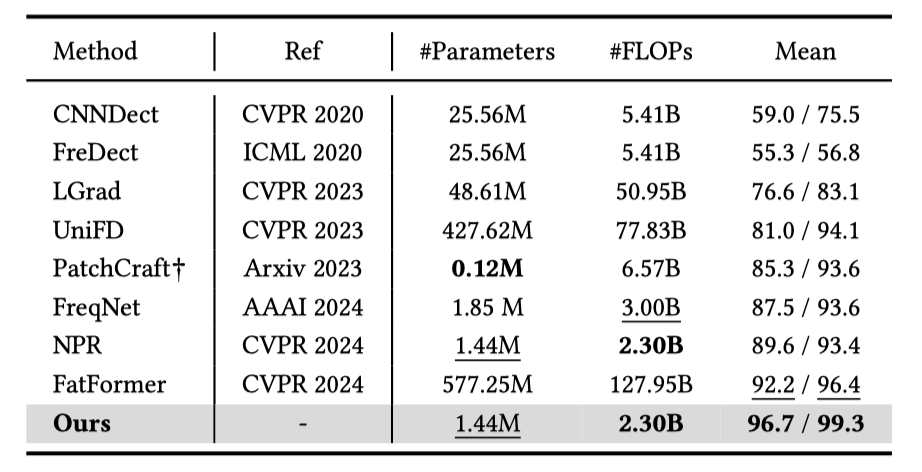 Method Ref #Parameters #FLOPs Mean
CNNDect CVPR 2020 25.56M 5.41B 59.0 / 75.5
FreDect ICML 2020 25.56M 5.41B 55.3 / 56.8
LGrad CVPR 2023 48.61M 50.95B 76.6 / 83.1
UniFD CVPR 2023 427.62M 77.83B 81.0 / 94.1
PatchCraft† Arxiv 2023 0.12M 6.57B 85.3 / 93.6
FreqNet AAAI 2024 1.85 M 3.00B 87.5 / 93.6
NPR CVPR 2024 1.44M 2.30B 89.6 / 93.4
FatFormer CVPR 2024 577.25M 127.95B 92.2 / 96.4
Ours - 1.44M 2.30B 96.7 / 99.3